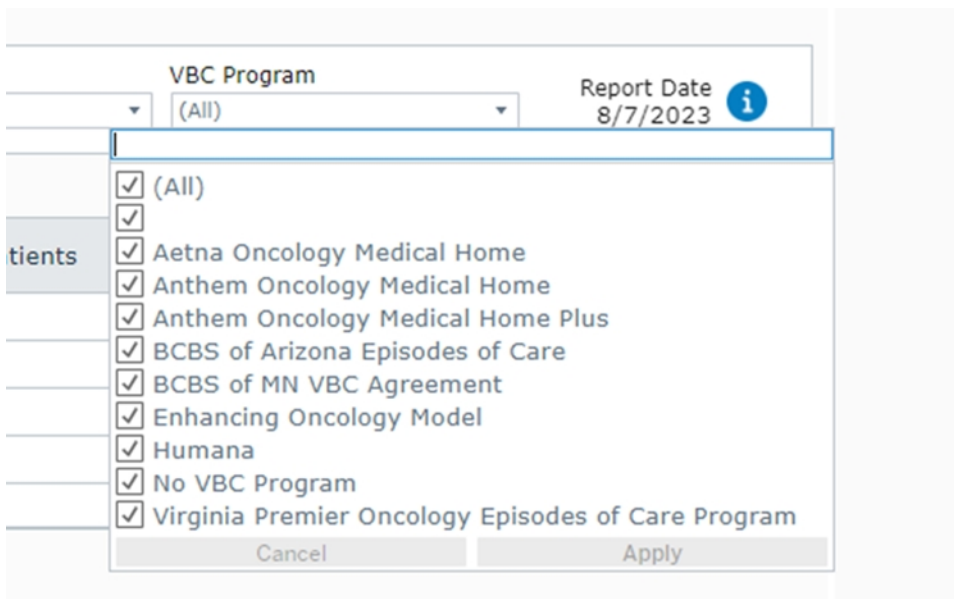 VBC Program
(All)
Report Date
8/7/2023
i
(All)
tients
Aetna Oncology Medical Home
Anthem Oncology Medical Home
Anthem Oncology Medical Home Plus
BCBS of Arizona Episodes of Care
BCBS of MN VBC Agreement
Enhancing Oncology Model
Humana
No VBC Program
Virginia Premier Oncology Episodes of Care Program
Cancel
Apply